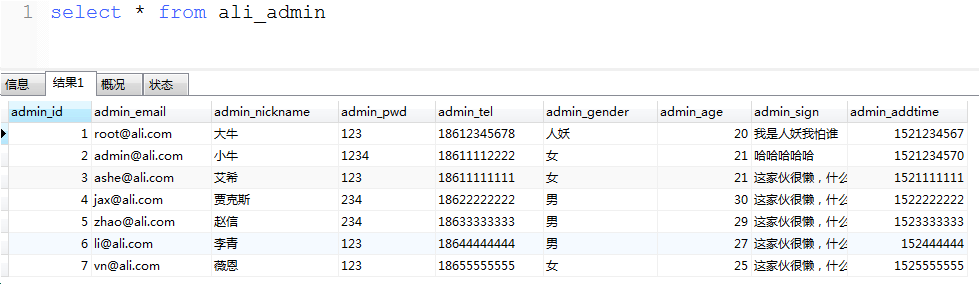 1 select * from ali_admin
信息 结果1 概况 状态
admin_id admin_email admin_nickname admin_pwd admin_tel admin_gender admin_age admin_sign admin_addtime
1 root@ali.com 大牛 123 18612345678 人妖 20 我是人妖我怕谁 1521234567
2 admin@ali.com 小牛 1234 18611112222 女 21 哈哈哈哈哈 1521234570
3 ashe@ali.com 艾希 123 18611111111 女 21 这家伙很懒，什么 1521111111
4 jax@ali.com 贾克斯 234 18622222222 男 30 这家伙很懒，什么 1522222222
5 zhao@ali.com 赵信 234 18633333333 男 29 这家伙很懒，什么 1523333333
6 li@ali.com 李青 123 18644444444 男 27 这家伙很懒，什么 152444444
7 vn@ali.com 薇恩 123 18655555555 女 25 这家伙很懒，什么 1525555555